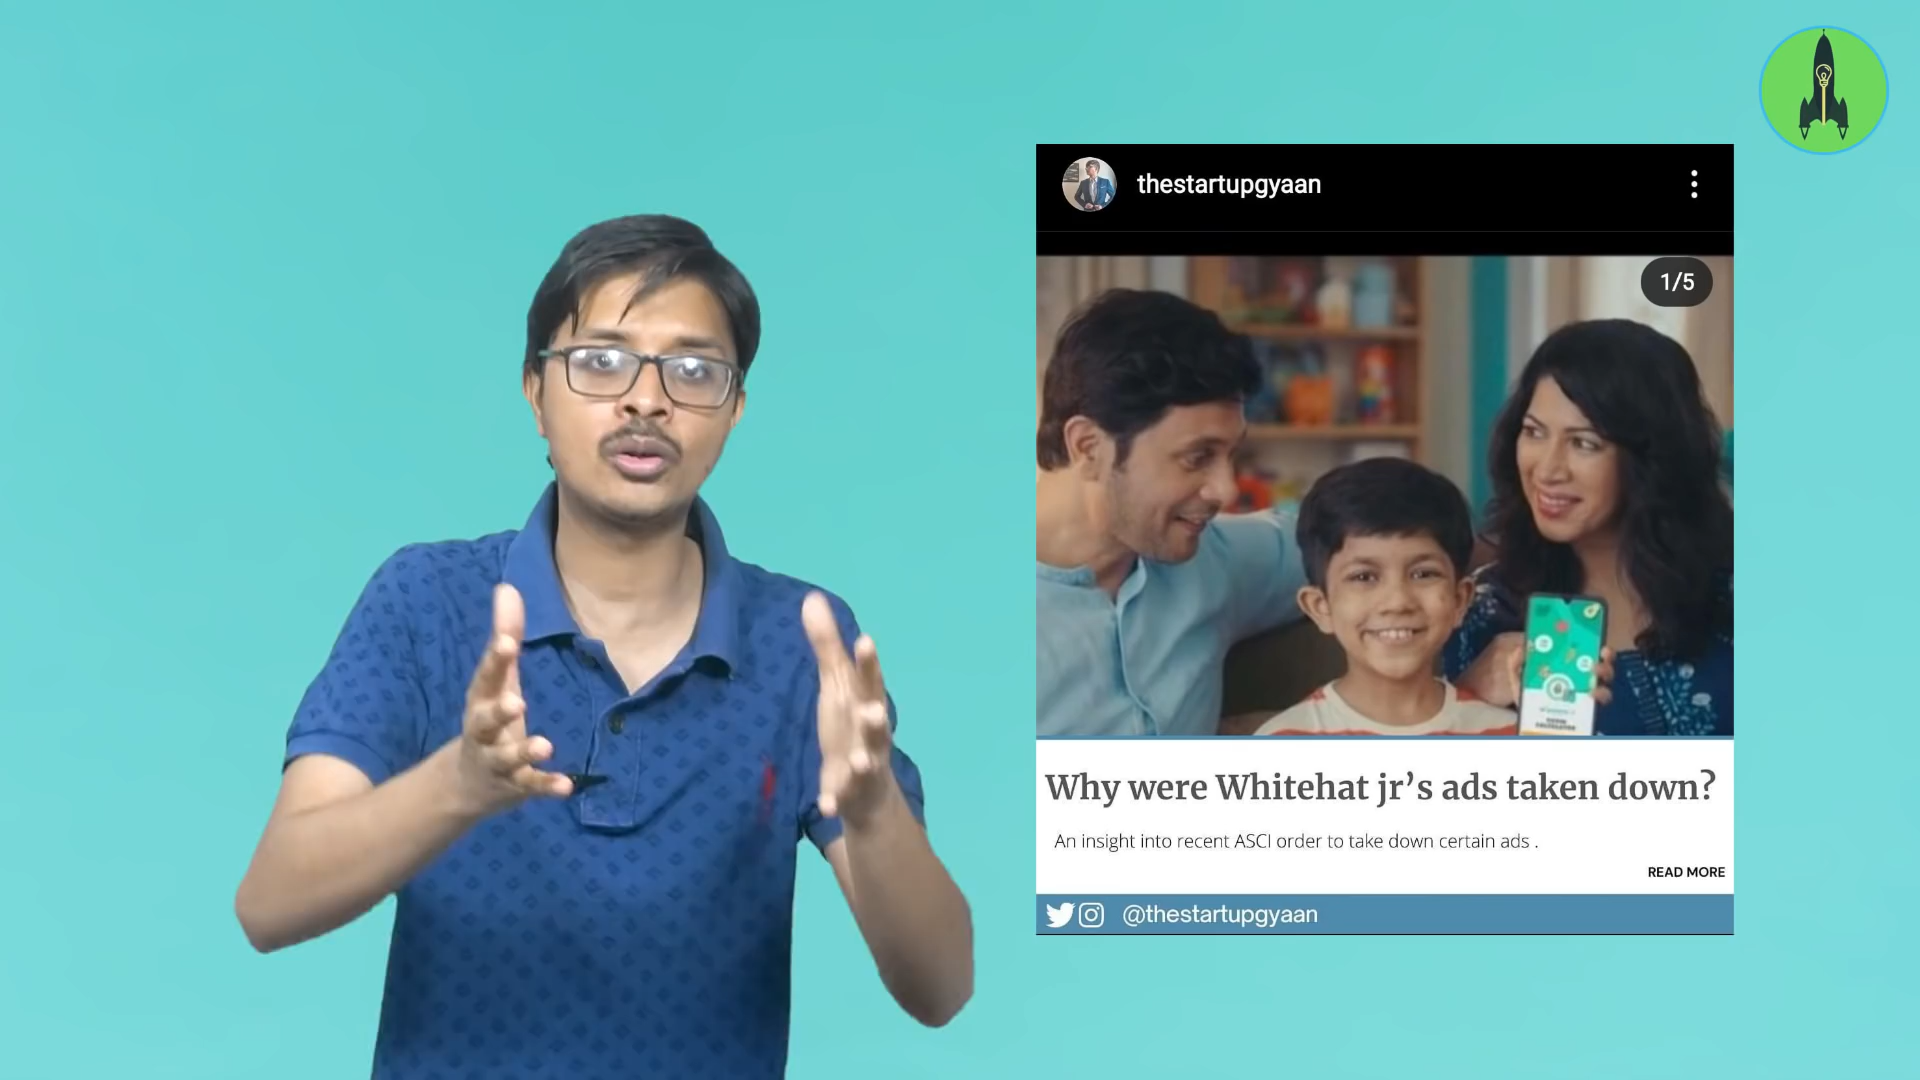 thestartupgyaan
1/5
Why were Whitehat jr’s ads taken down?
An insight into recent ASCI order to take down certain ads .
READ MORE
@thestartupgyaan